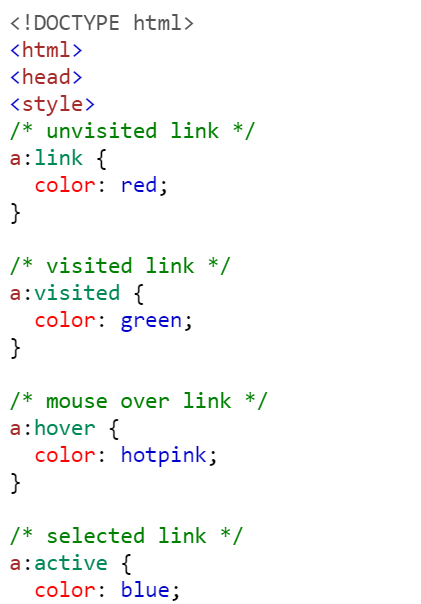 <!DOCTYPE html>
<html>
<head>
<style>
/* unvisited link */
a:link {
  color: red;
}

/* visited link */
a:visited {
  color: green;
}

/* mouse over link */
a:hover {
  color: hotpink;
}

/* selected link */
a:active {
  color: blue;